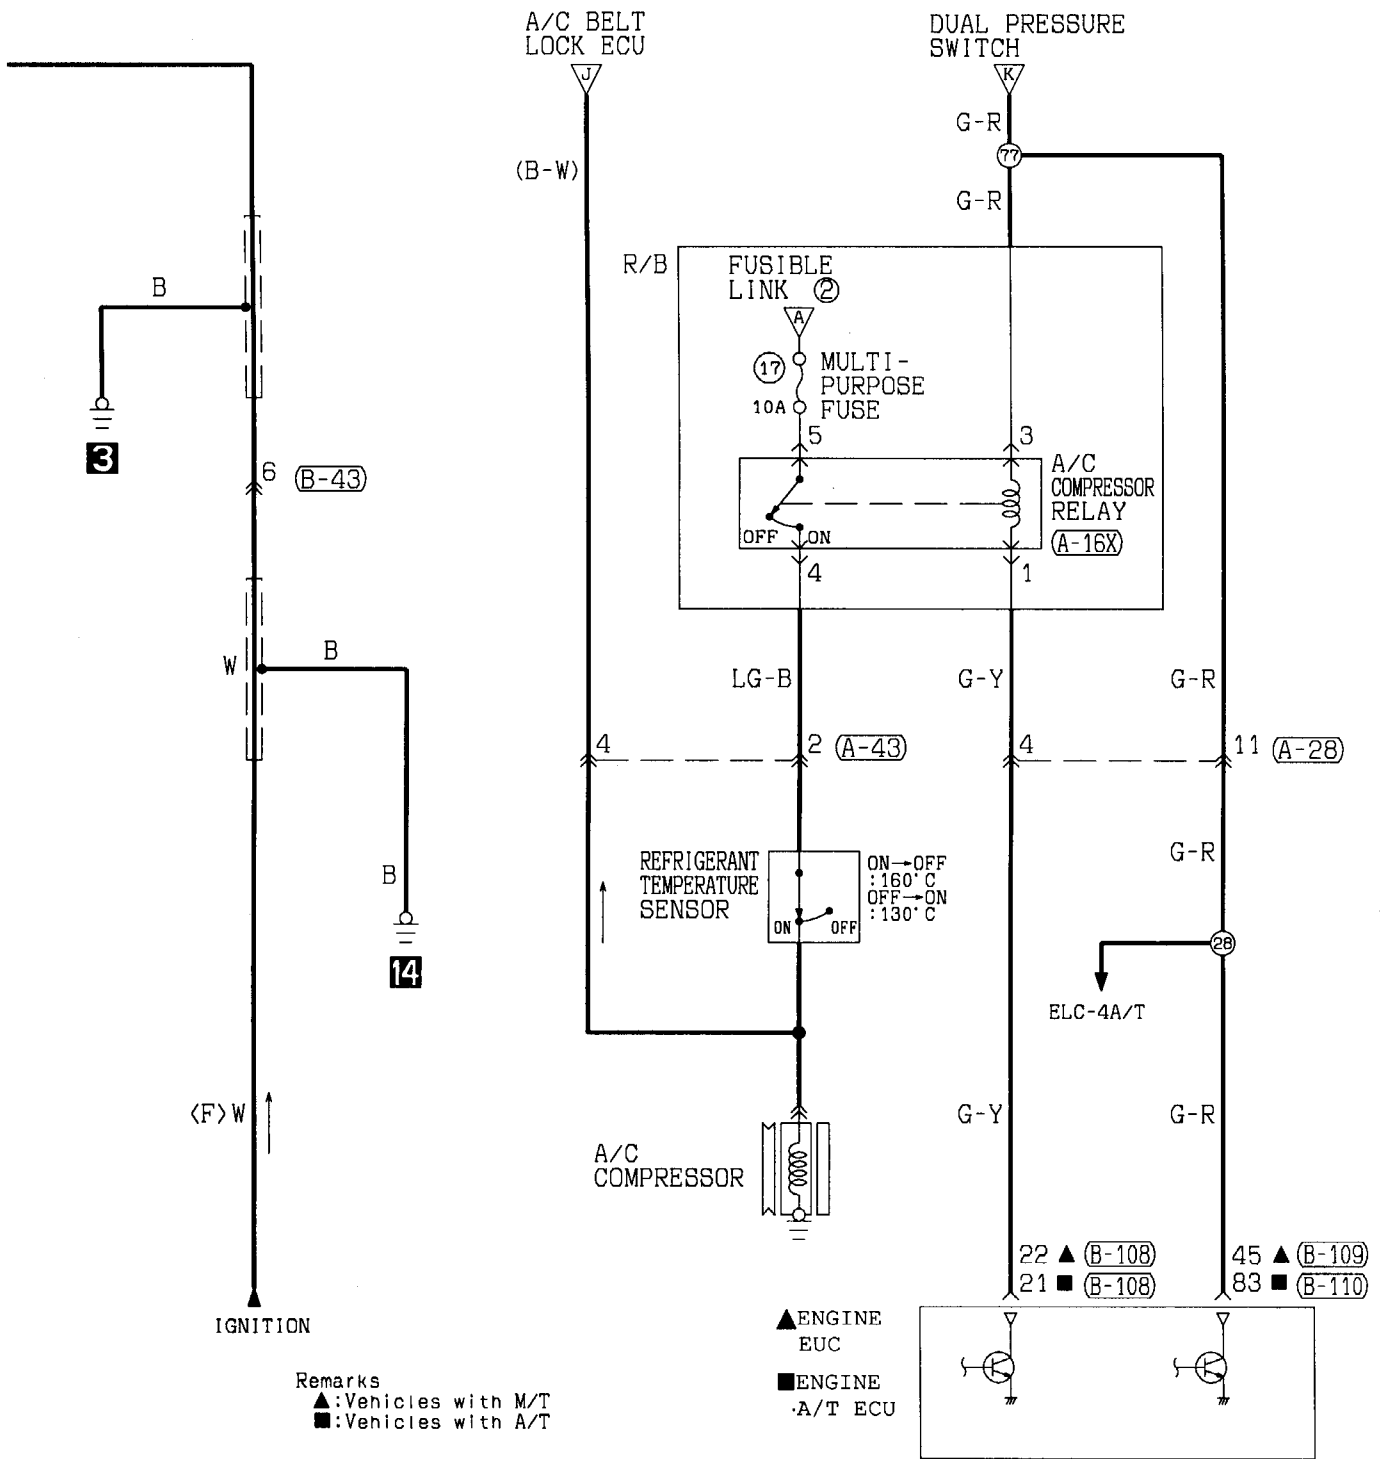 A/C BELT
LOCK ECU
J
DUAL PRESSURE
SWITCH
K
G-R
77
(B-W)
G-R
R/B
FUSIBLE
LINK ②
A
B
17
MULTI-
PURPOSE
10A
FUSE
5
3
3
6 (B-43)
A/C
COMPRESSOR
RELAY
(A-16X)
OFF ON
4
1
W
B
LG-B
G-Y
G-R
4
2 (A-43)
4
11 (A-28)
REFRIGERANT
TEMPERATURE
SENSOR
ON→OFF
:160°C
OFF→ON
:130°C
ON OFF
G-R
B
14
28
ELC-4A/T
<F>W
G-Y
G-R
A/C
COMPRESSOR
22 ▲ (B-108)
21 ■ (B-108)
45 ▲ (B-109)
83 ■ (B-110)
IGNITION
▲ENGINE
EUC
■ENGINE
·A/T ECU
Remarks
▲:Vehicles with M/T
■:Vehicles with A/T